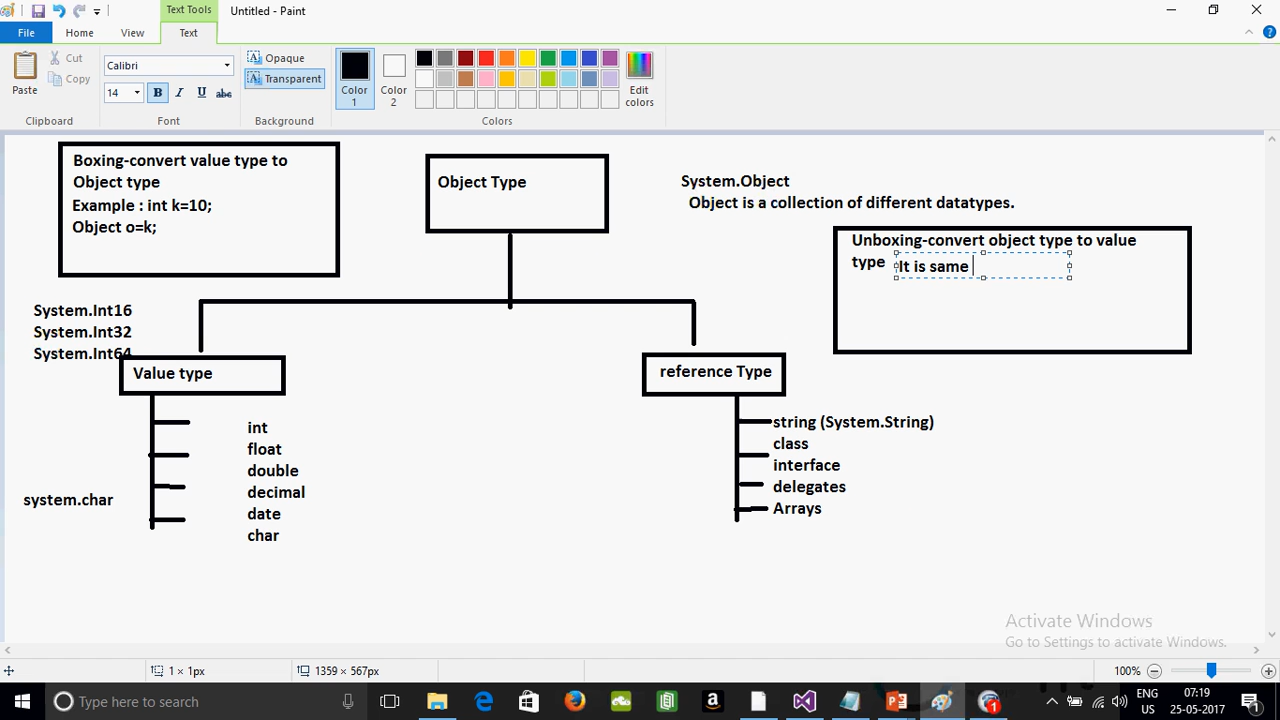 Text Tools
Untitled - Paint
File
Home
View
Text
Paste
Cut
Copy
Clipboard
Calibri
14
B
I
U
abc
Font
A Opaque
A Transparent
Background
Color 1
Color 2
Edit colors
Colors
Boxing-convert value type to
Object type
Example : int k=10;
Object o=k;
Object Type
System.Object
Object is a collection of different datatypes.
Unboxing-convert object type to value
type It is same
System.Int16
System.Int32
System.Int64
Value type
reference Type
int
float
double
decimal
date
char
system.char
string (System.String)
class
interface
delegates
Arrays
Activate Windows
Go to Settings to activate Windows.
1 × 1px
1359 × 567px
100%
Type here to search
ENG
US
07:19
25-05-2017